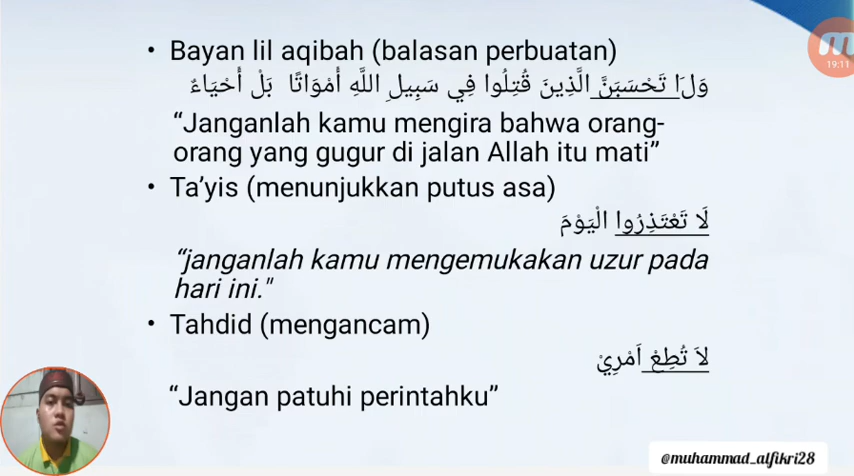 • Bayan lil aqibah (balasan perbuatan)
وَلَا تَحْسَبَنَّ الَّذِينَ قُتِلُوا فِي سَبِيلِ اللَّهِ أَمْوَاتًا بَلْ أَحْيَاءٌ
“Janganlah kamu mengira bahwa orang-
orang yang gugur di jalan Allah itu mati”
• Ta’yis (menunjukkan putus asa)
لَا تَعْتَذِرُوا الْيَوْمَ
“janganlah kamu mengemukakan uzur pada
hari ini."
• Tahdid (mengancam)
لاَ تُطِعْ اَمْرِيْ
“Jangan patuhi perintahku”
19:11
@muhammad_alfikri28